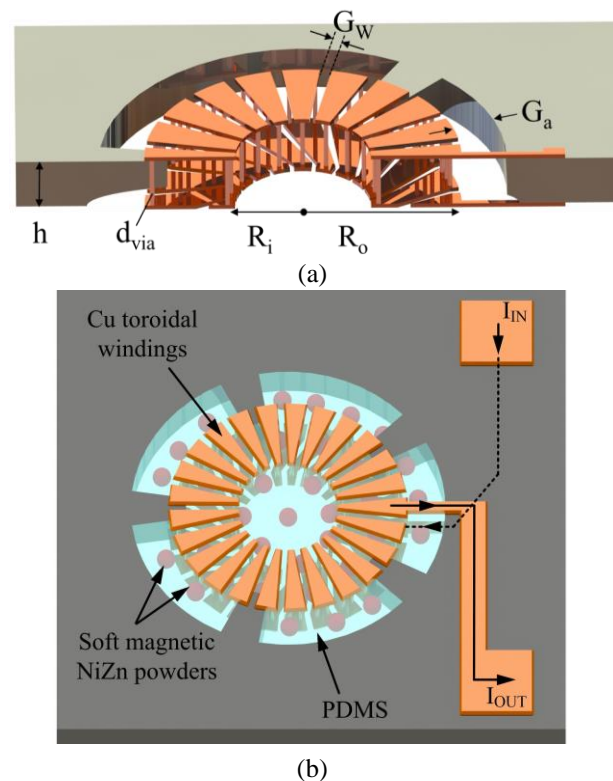 G_W
G_a
h
d_via
R_i
R_o
(a)
Cu toroidal
windings
I_IN
Soft magnetic
NiZn powders
PDMS
I_OUT
(b)